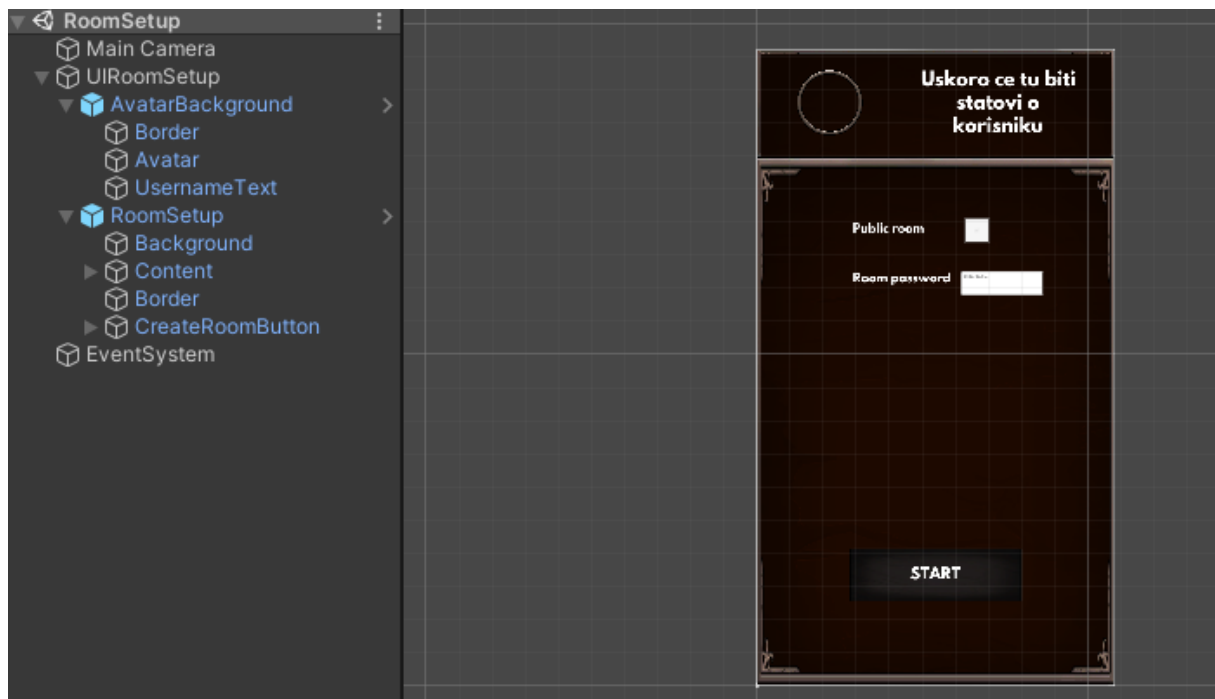 RoomSetup
Main Camera
UIRoomSetup
AvatarBackground
Border
Avatar
UsernameText
RoomSetup
Background
Content
Border
CreateRoomButton
EventSystem
Uskoro ce tu biti
statovi o
korisniku
Public room
Room password
START